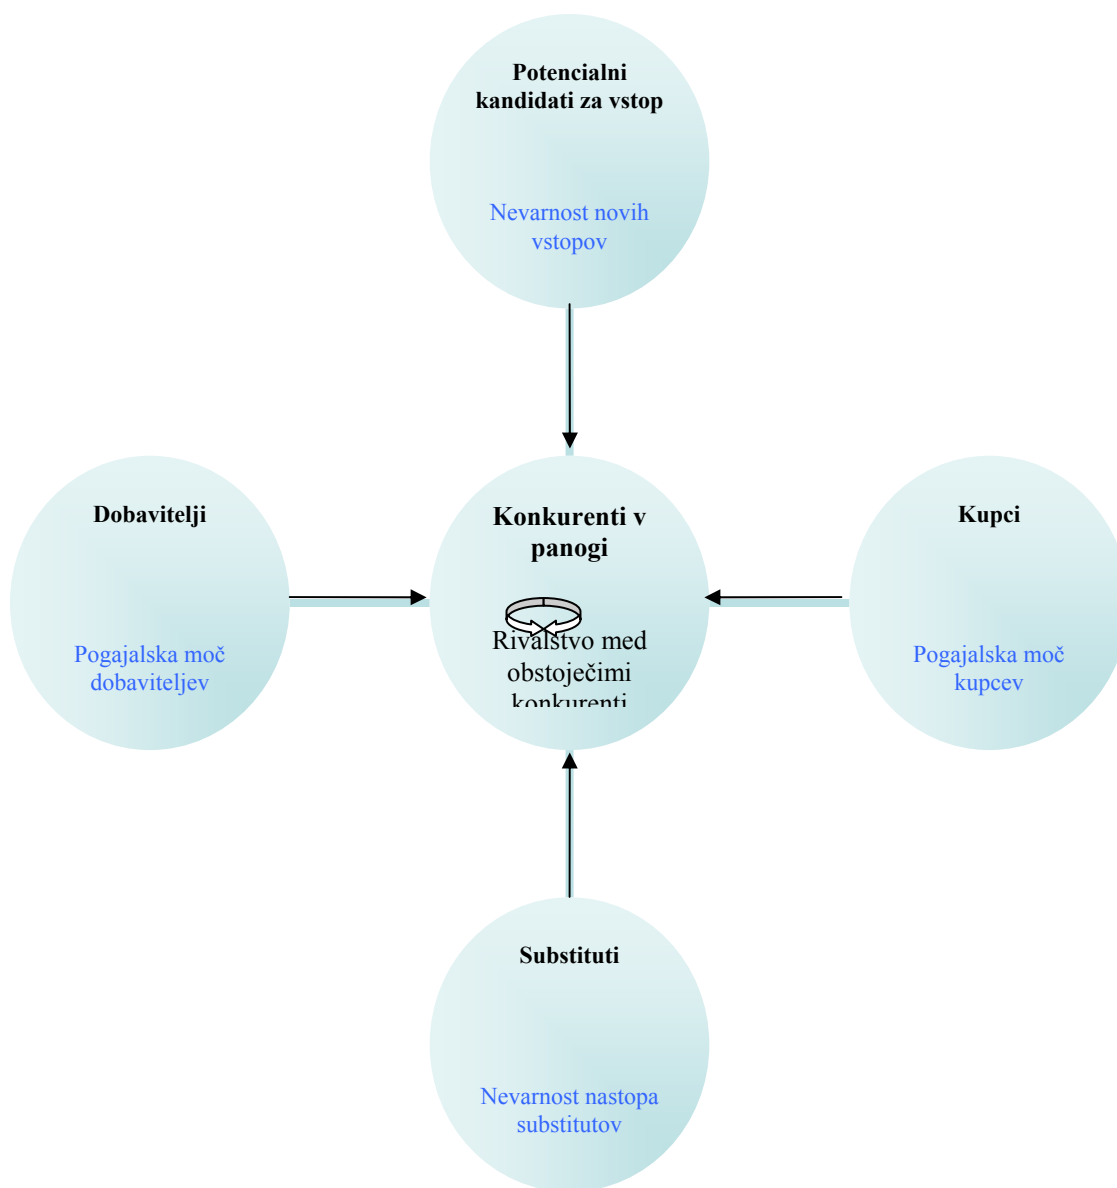 Potencialni
kandidati za vstop
Nevarnost novih
vstopov
Dobavitelji
Pogajalska moč
dobaviteljev
Konkurenti v
panogi
Rivalstvo med
obstoječimi
konkurenti
Kupci
Pogajalska moč
kupcev
Substituti
Nevarnost nastopa
substitutov